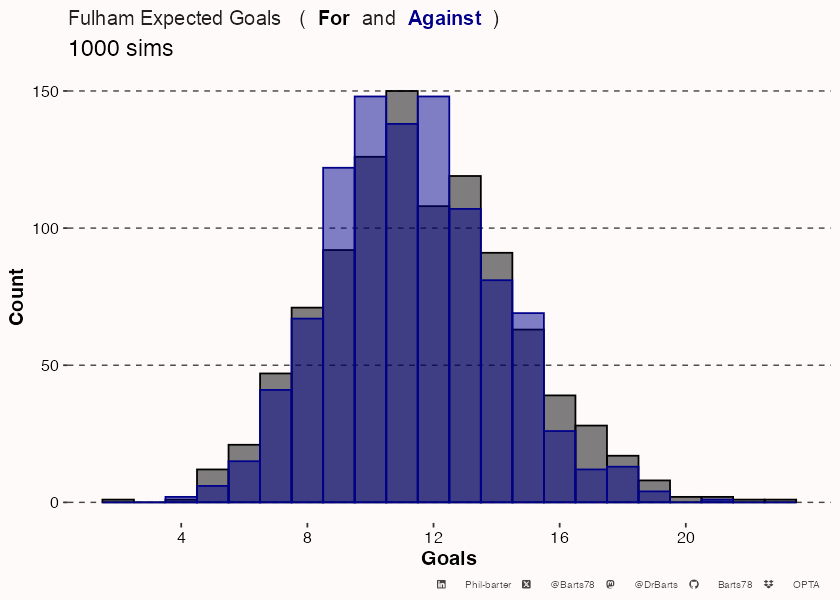 Fulham Expected Goals ( For and Against )
1000 sims
150
100
50
0
Count
4 8 12 16 20
Goals
Phil-barter @Barts78 @DrBarts Barts78 OPTA